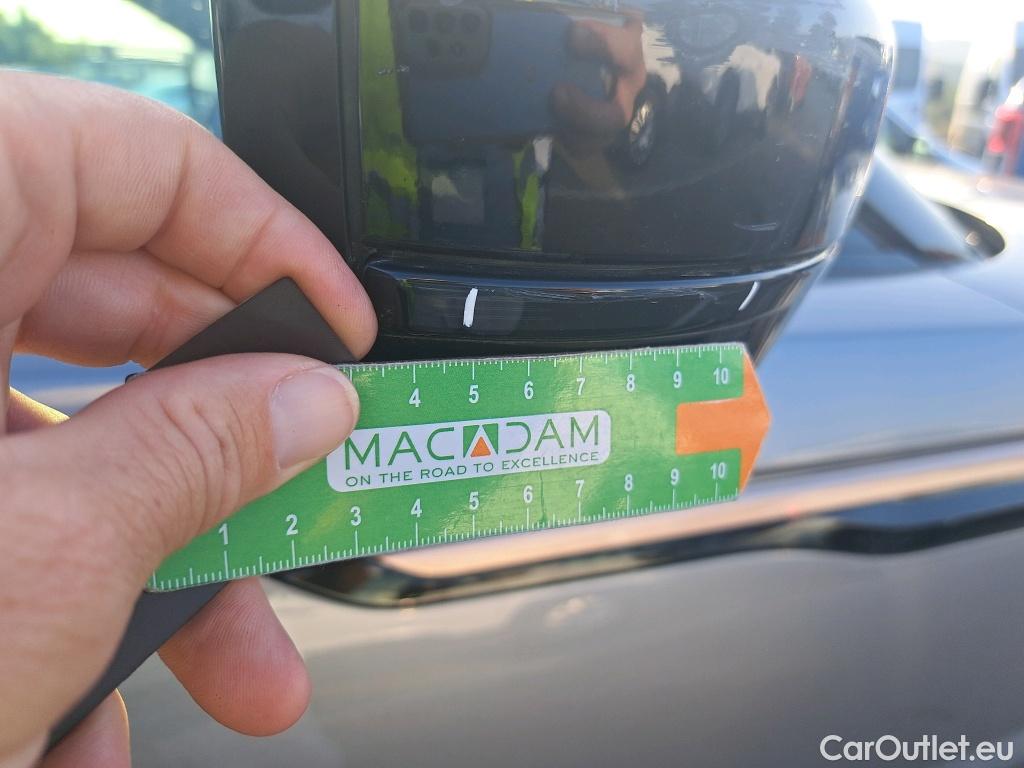 4 5 6 7 8 9 10
MACADAM
ON THE ROAD TO EXCELLENCE
1 2 3 4 5 6 7 8 9 10
CarOutlet.eu